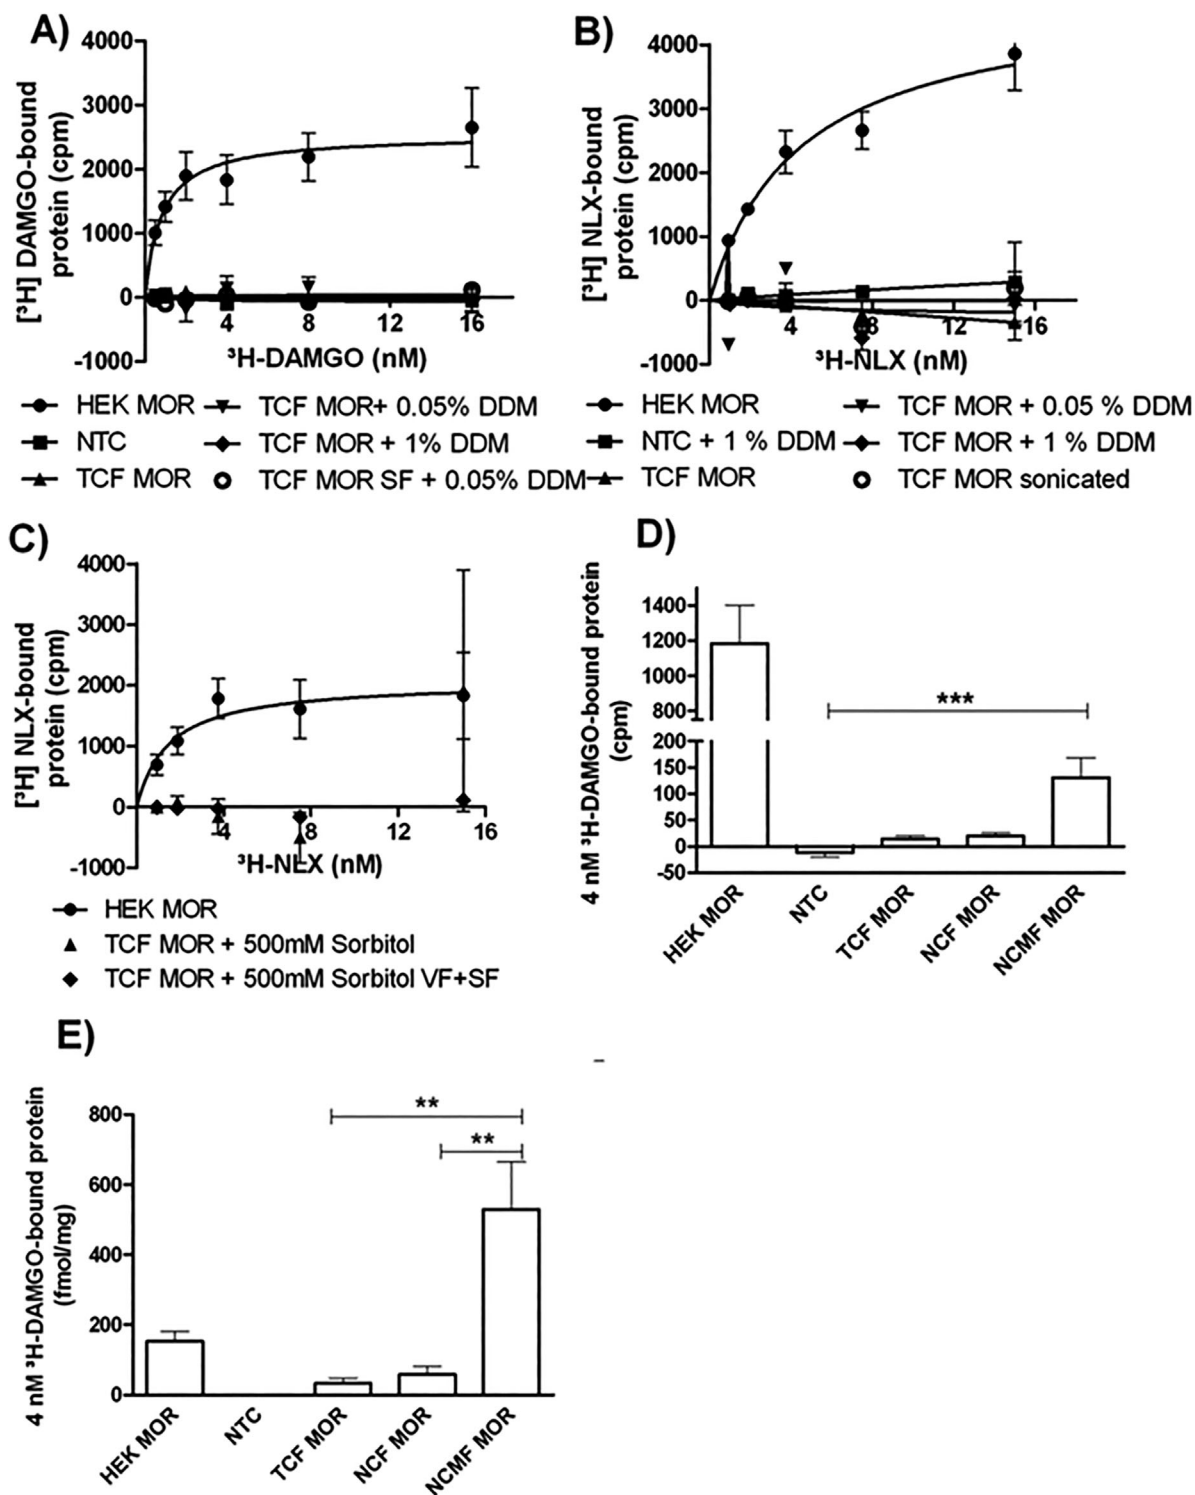 A)
[³H] DAMGO-bound
protein (cpm)
4000
3000
2000
1000
0
-1000
4
8
12
16
³H-DAMGO (nM)
HEK MOR
NTC
TCF MOR
TCF MOR+ 0.05% DDM
TCF MOR + 1% DDM
TCF MOR SF + 0.05% DDM
B)
[³H] NLX-bound
protein (cpm)
4000
3000
2000
1000
0
-1000
4
8
12
16
³H-NLX (nM)
HEK MOR
NTC + 1 % DDM
TCF MOR
TCF MOR + 0.05 % DDM
TCF MOR + 1 % DDM
TCF MOR sonicated
C)
[³H] NLX-bound
protein (cpm)
4000
3000
2000
1000
0
-1000
4
8
12
16
³H-NLX (nM)
HEK MOR
TCF MOR + 500mM Sorbitol
TCF MOR + 500mM Sorbitol VF+SF
D)
4 nM ³H-DAMGO-bound protein
(cpm)
1400
1200
1000
800
200
150
100
50
0
-50
***
HEK MOR
NTC
TCF MOR
NCF MOR
NCMF MOR
E)
4 nM ³H-DAMGO-bound protein
(fmol/mg)
800
600
400
200
0
**
**
HEK MOR
NTC
TCF MOR
NCF MOR
NCMF MOR